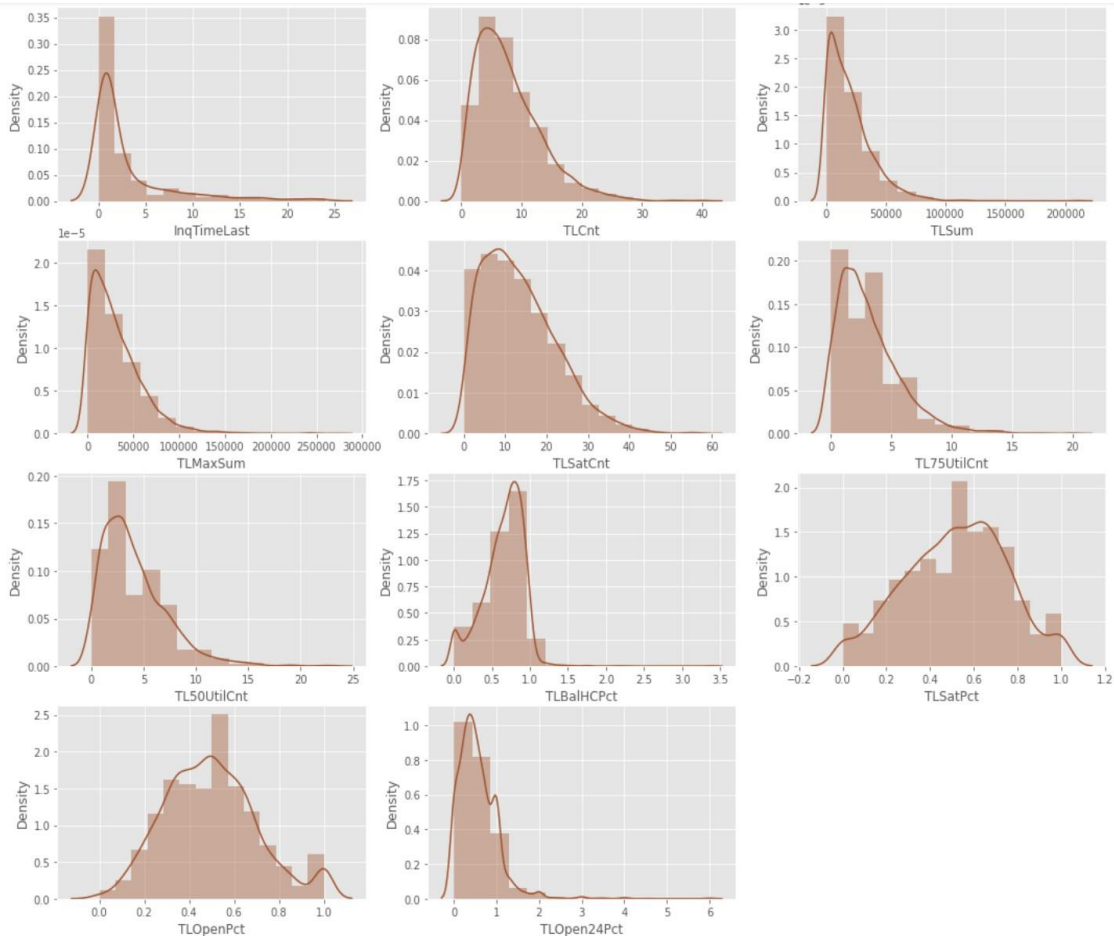 0.35
0.30
0.25
0.20
0.15
0.10
0.05
0.00
Density
0 5 10 15 20 25
InqTimeLast
0.08
0.06
0.04
0.02
0.00
Density
0 10 20 30 40
TLCnt
3.0
2.5
2.0
1.5
1.0
0.5
0.0
Density
0 50000 100000 150000 200000
TLSum
1e−5
2.0
1.5
1.0
0.5
0.0
Density
0 50000 100000 150000 200000 250000 300000
TLMaxSum
0.04
0.03
0.02
0.01
0.00
Density
0 10 20 30 40 50 60
TLSatCnt
0.20
0.15
0.10
0.05
0.00
Density
0 5 10 15 20
TL75UtilCnt
0.20
0.15
0.10
0.05
0.00
Density
0 5 10 15 20 25
TL50UtilCnt
1.75
1.50
1.25
1.00
0.75
0.50
0.25
0.00
Density
0.0 0.5 1.0 1.5 2.0 2.5 3.0 3.5
TLBalHCPct
2.0
1.5
1.0
0.5
0.0
Density
−0.2 0.0 0.2 0.4 0.6 0.8 1.0 1.2
TLSatPct
2.5
2.0
1.5
1.0
0.5
0.0
Density
0.0 0.2 0.4 0.6 0.8 1.0
TLOpenPct
1.0
0.8
0.6
0.4
0.2
0.0
Density
0 1 2 3 4 5 6
TLOpen24Pct